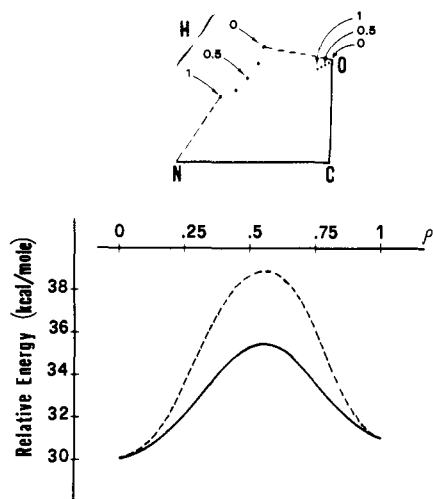 H
0
0.5
1
1
0.5
0
O
N
C
0 .25 .5 .75 1 ρ
Relative Energy (kcal/mole)
38
36
34
32
30